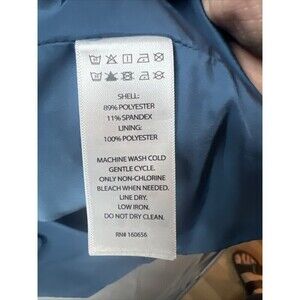 SHELL:
89% POLYESTER
11% SPANDEX
LINING:
100% POLYESTER
MACHINE WASH COLD
GENTLE CYCLE.
ONLY NON-CHLORINE
BLEACH WHEN NEEDED.
LINE DRY.
LOW IRON.
DO NOT DRY CLEAN.
RN# 160656